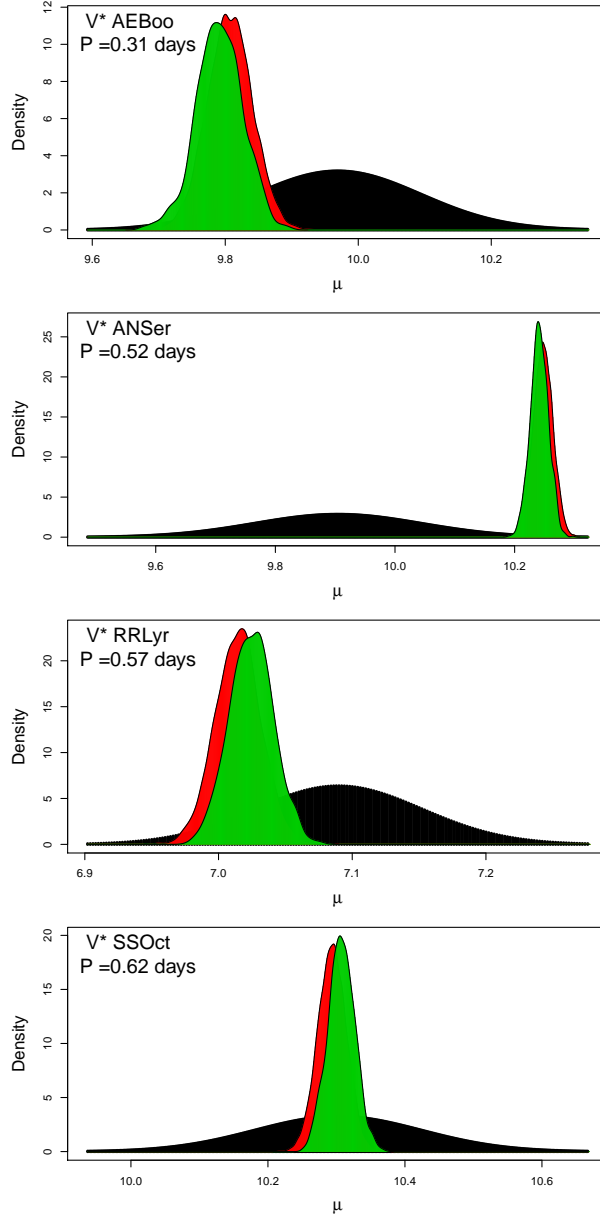 V* AEBoo
P =0.31 days
Density
0 2 4 6 8 10 12
9.6 9.8 10.0 10.2
μ
V* ANSer
P =0.52 days
Density
0 5 10 15 20 25
9.6 9.8 10.0 10.2
μ
V* RRLyr
P =0.57 days
Density
0 5 10 15 20
6.9 7.0 7.1 7.2
μ
V* SSOct
P =0.62 days
Density
0 5 10 15 20
10.0 10.2 10.4 10.6
μ